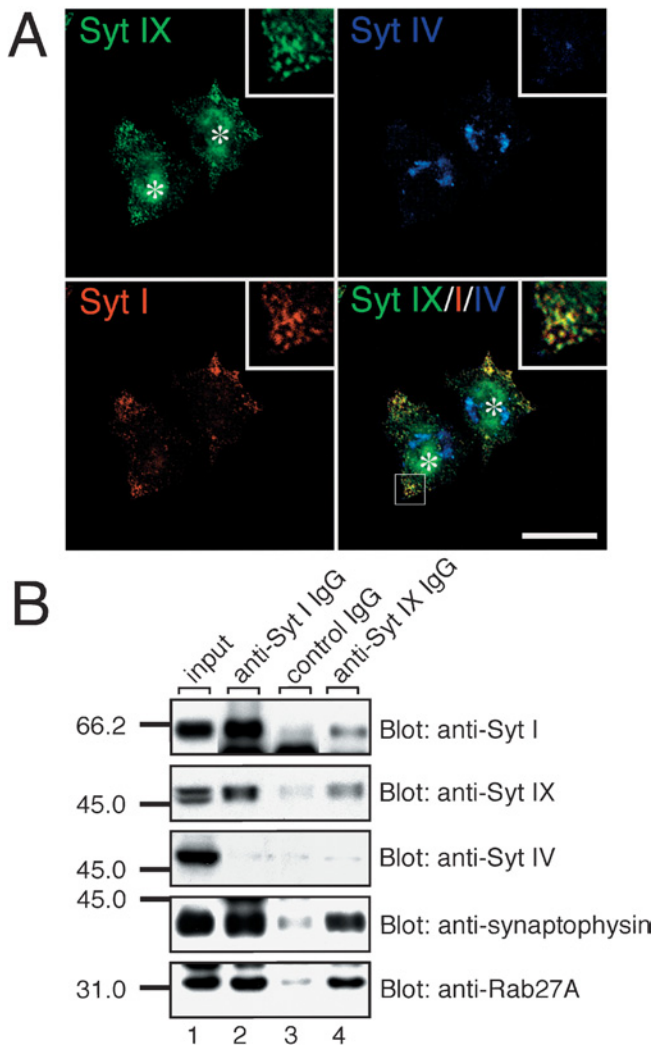 A
Syt IX
*
*
Syt IV
Syt I
Syt IX/I/IV
*
*
B
input
anti-Syt I IgG
control IgG
anti-Syt IX IgG
66.2
Blot: anti-Syt I
45.0
Blot: anti-Syt IX
45.0
Blot: anti-Syt IV
45.0
Blot: anti-synaptophysin
31.0
Blot: anti-Rab27A
1 2 3 4